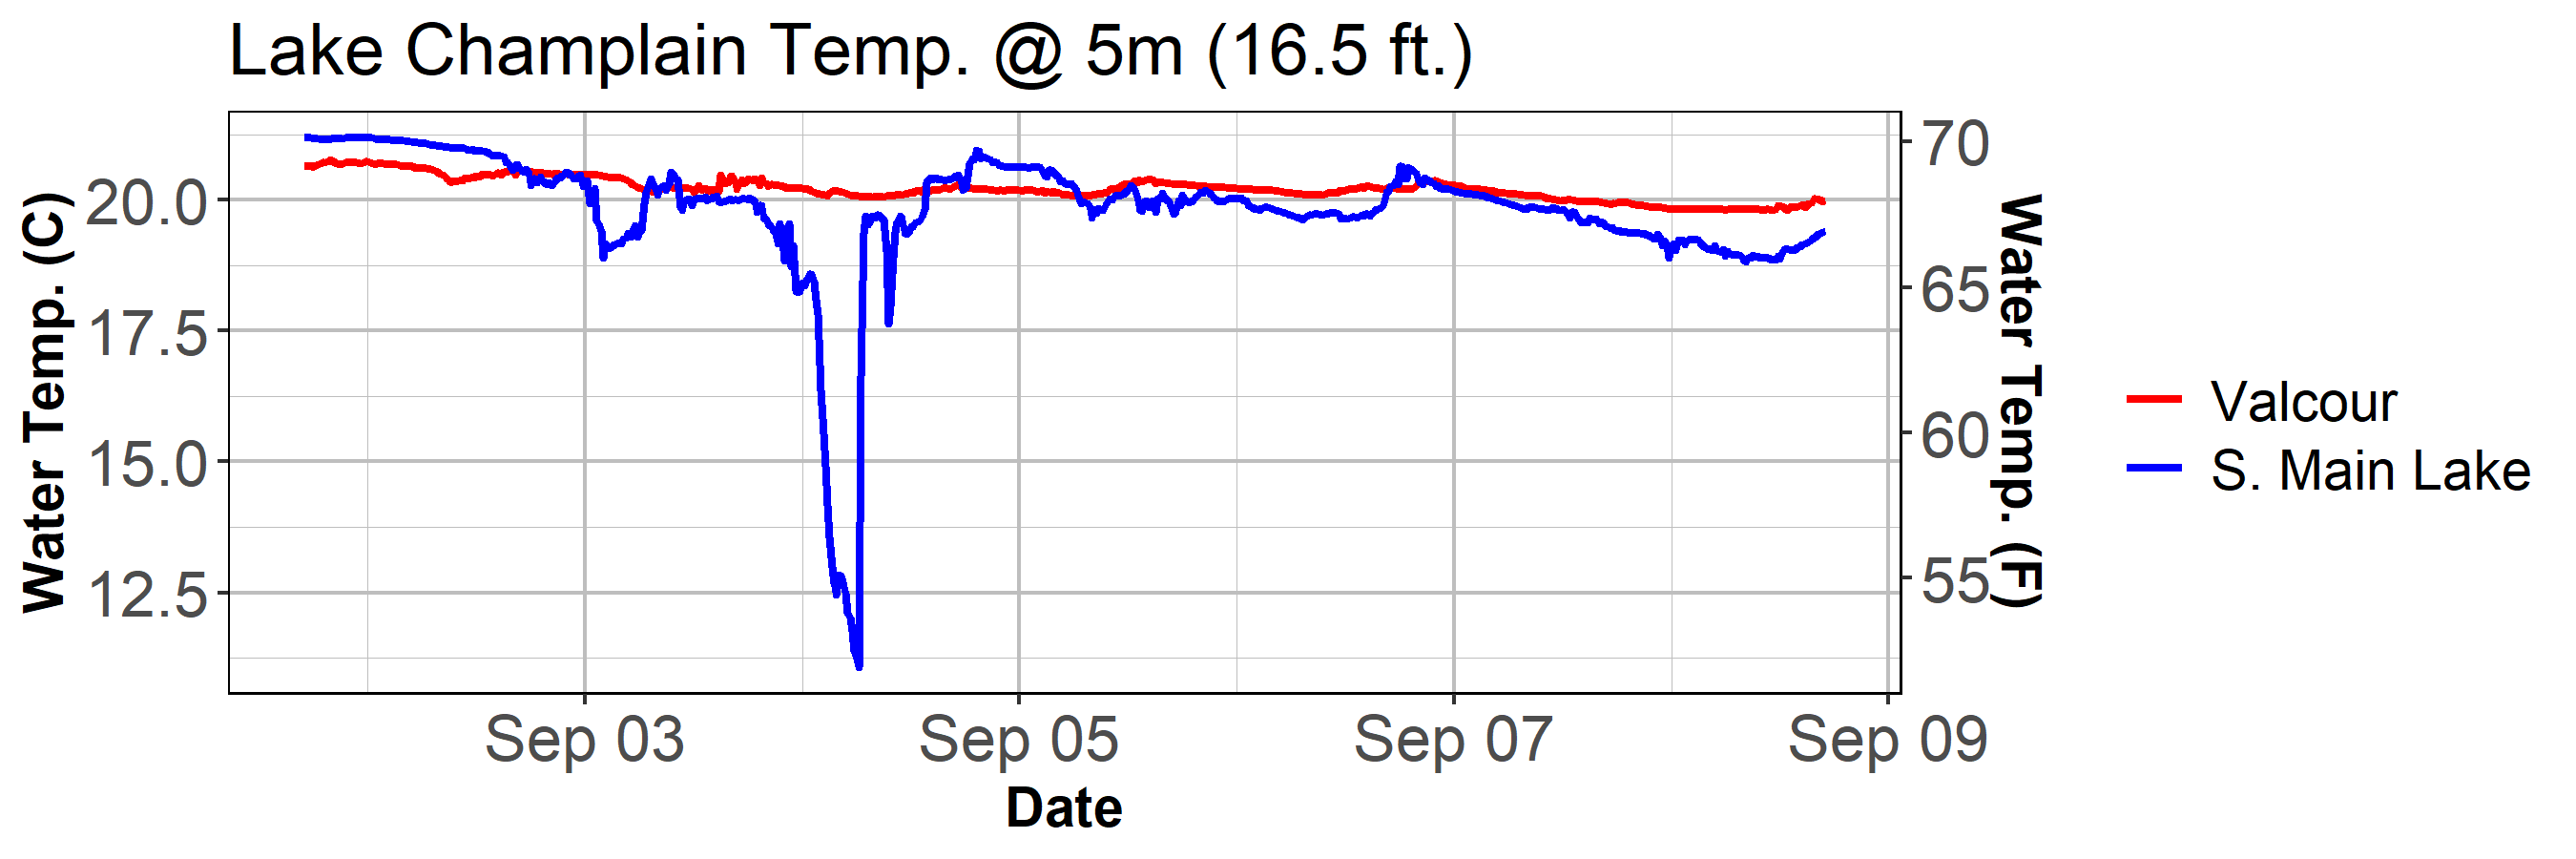 Lake Champlain Temp. @ 5m (16.5 ft.)
Water Temp. (C)
20.0
17.5
15.0
12.5
70
65
60
55
Water Temp. (F)
Sep 03
Sep 05
Sep 07
Sep 09
Date
Valcour
S. Main Lake